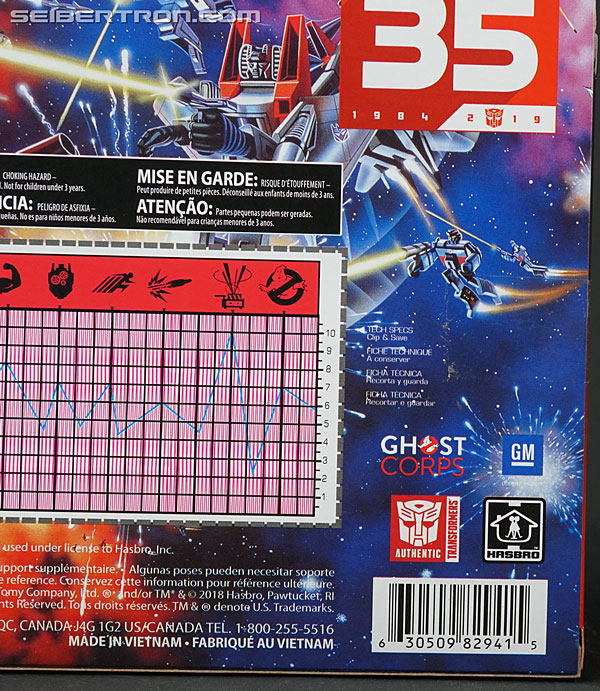 SEIBERTRON.COM
35
1984 2019
CHOKING HAZARD –
Not for children under 3 years.
PELIGRO DE ASFIXIA –
No es para niños menores de 3 años.
MISE EN GARDE: RISQUE D'ÉTOUFFEMENT –
Peut produire de petites pièces. Déconseillé aux enfants de moins de 3 ans.
ATENÇÃO: Partes pequenas podem ser geradas.
Não recomendável para crianças menores de 3 anos.
10
9
8
7
6
5
4
3
2
1
TECH SPECS
Clip & Save
FICHE TECHNIQUE
À conserver
FICHA TÉCNICA
Recorta y guarda
FICHA TÉCNICA
Recortar e guardar
GHOST
CORPS
GM
AUTHENTIC
TRANSFORMERS
HASBRO
used under license to Hasbro, Inc.
support supplémentaire. • Algunas poses pueden necesitar soporte
reference. Conservez cette information pour référence ultérieure.
Tomy Company, Ltd. ®* and/or TM* & © 2018 Hasbro, Pawtucket, RI
Rights Reserved. Tous droits réservés. TM & ® denote U.S. Trademarks.
QC, CANADA J4G 1G2 US/CANADA TEL. 1-800-255-5516
MADE IN VIETNAM • FABRIQUÉ AU VIETNAM
6 30509 82941 5